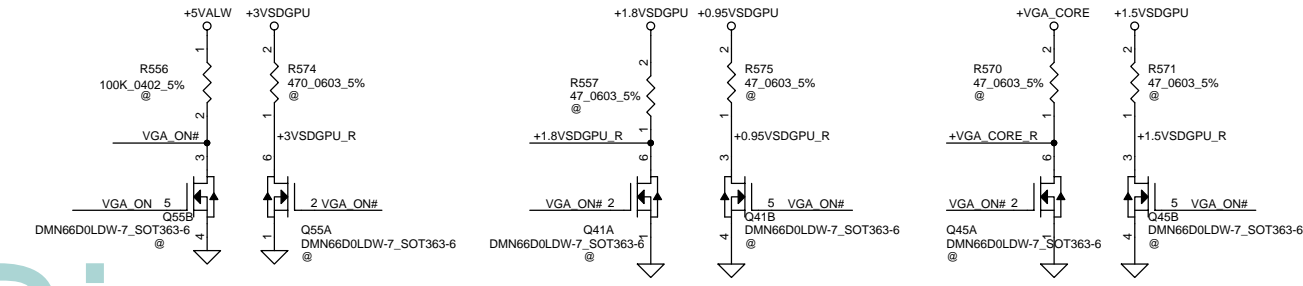 +5VALW +3VSDGPU
1 2
R556 R574
100K_0402_5% 470_0603_5%
@ @
2 1
VGA_ON# +3VSDGPU_R
3 6
VGA_ON 5 2 VGA_ON#
Q55B Q55A
DMN66D0LDW-7_SOT363-6 DMN66D0LDW-7_SOT363-6
@ @
4 1
+1.8VSDGPU +0.95VSDGPU
2 2
R557 R575
47_0603_5% 47_0603_5%
@ @
1 1
+1.8VSDGPU_R +0.95VSDGPU_R
6 3
VGA_ON# 2 5 VGA_ON#
Q41A Q41B
DMN66D0LDW-7_SOT363-6 DMN66D0LDW-7_SOT363-6
@ @
1 4
+VGA_CORE +1.5VSDGPU
2 2
R570 R571
47_0603_5% 47_0603_5%
@ @
1 1
+VGA_CORE_R +1.5VSDGPU_R
6 3
VGA_ON# 2 5 VGA_ON#
Q45A Q45B
DMN66D0LDW-7_SOT363-6 DMN66D0LDW-7_SOT363-6
@ @
1 4